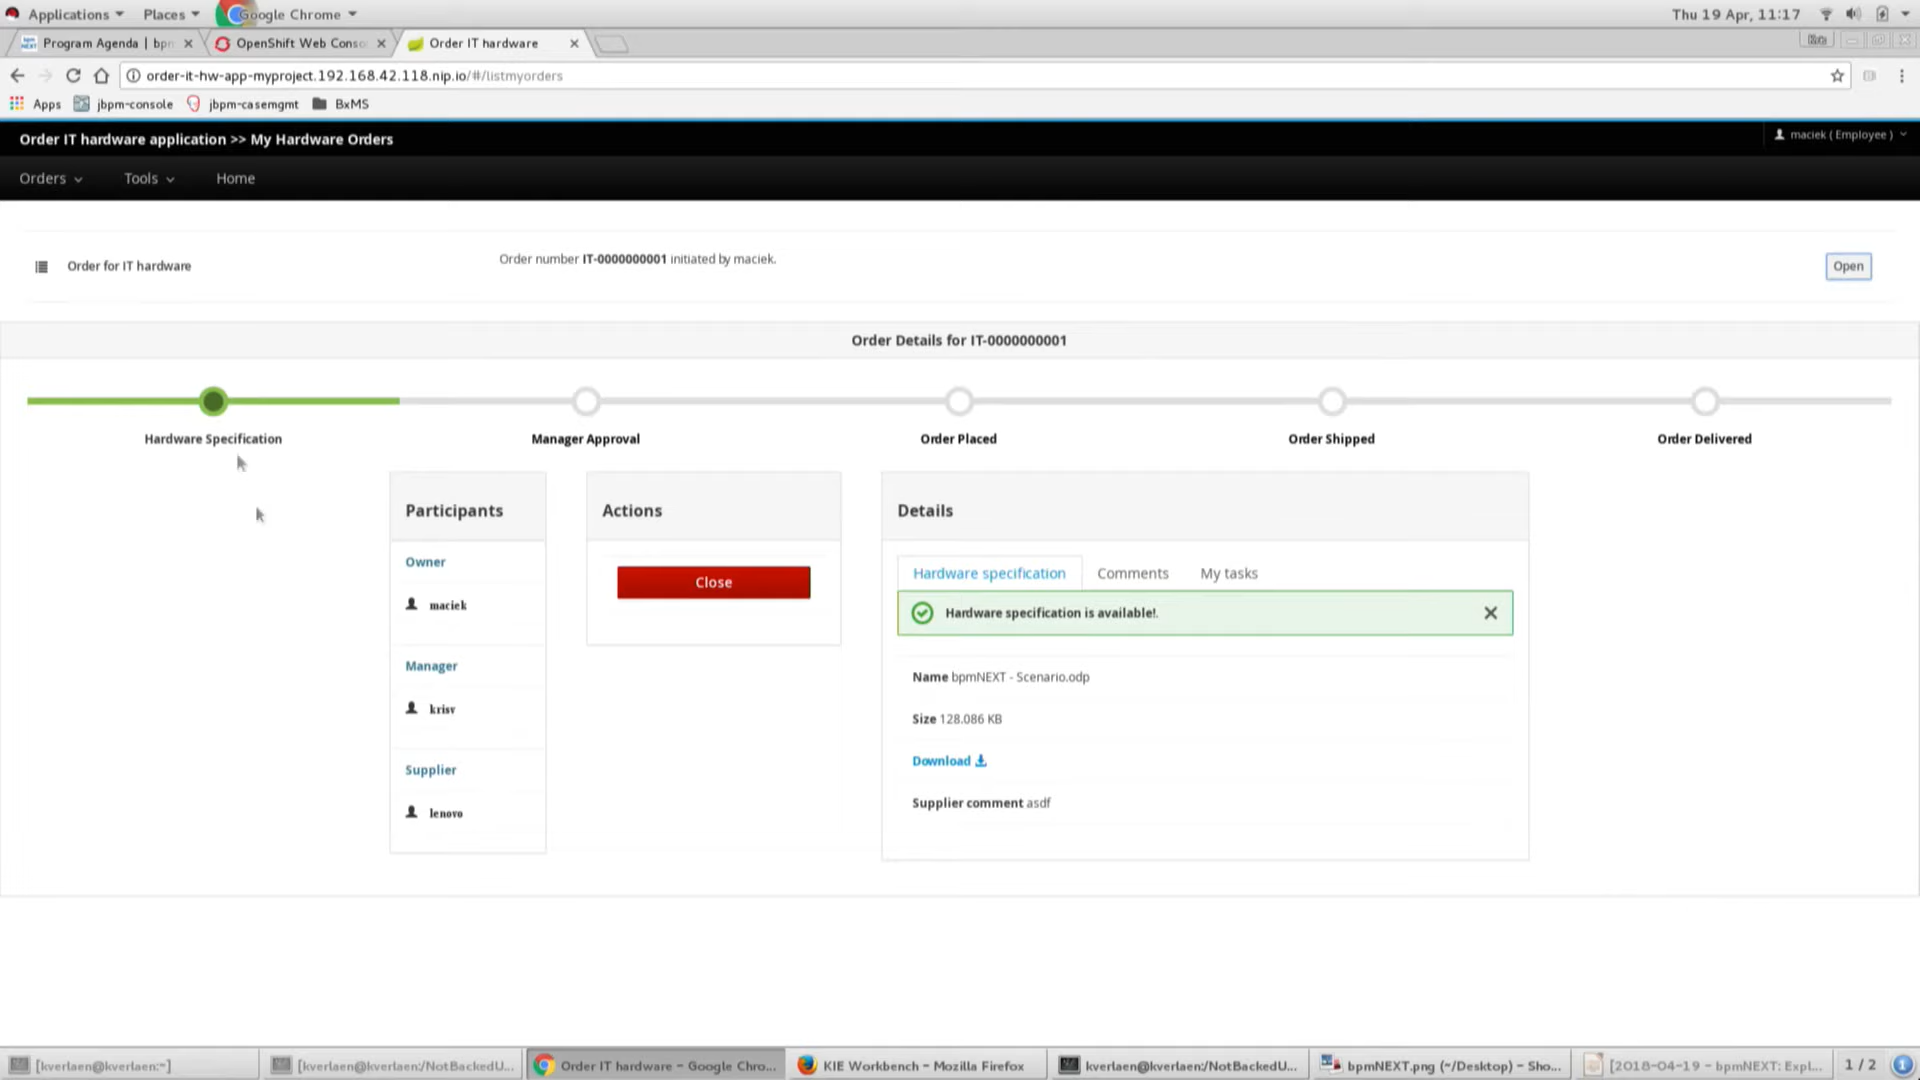 Applications Places Google Chrome Thu 19 Apr, 11:17
Program Agenda | bpm OpenShift Web Conso Order IT hardware
order-it-hw-app-myproject.192.168.42.118.nip.io/#/listmyorders
Apps jbpm-console jbpm-casemgmt BxMS
Order IT hardware application >> My Hardware Orders maciek ( Employee )
Orders Tools Home
Order for IT hardware Order number IT-0000000001 initiated by maciek. Open
Order Details for IT-0000000001
Hardware Specification Manager Approval Order Placed Order Shipped Order Delivered
Participants Actions Details
Owner
maciek
Manager
krisv
Supplier
lenovo
Close
Hardware specification Comments My tasks
Hardware specification is available!.
Name bpmNEXT - Scenario.odp
Size 128.086 KB
Download
Supplier comment asdf
[kverlaen@kverlaen:~] [kverlaen@kverlaen:/NotBackedU... Order IT hardware – Google Chro... KIE Workbench – Mozilla Firefox kverlaen@kverlaen:/NotBackedU... bpmNEXT.png (~/Desktop) – Sho... [2018-04-19 – bpmNEXT: Expl... 1 / 2 1